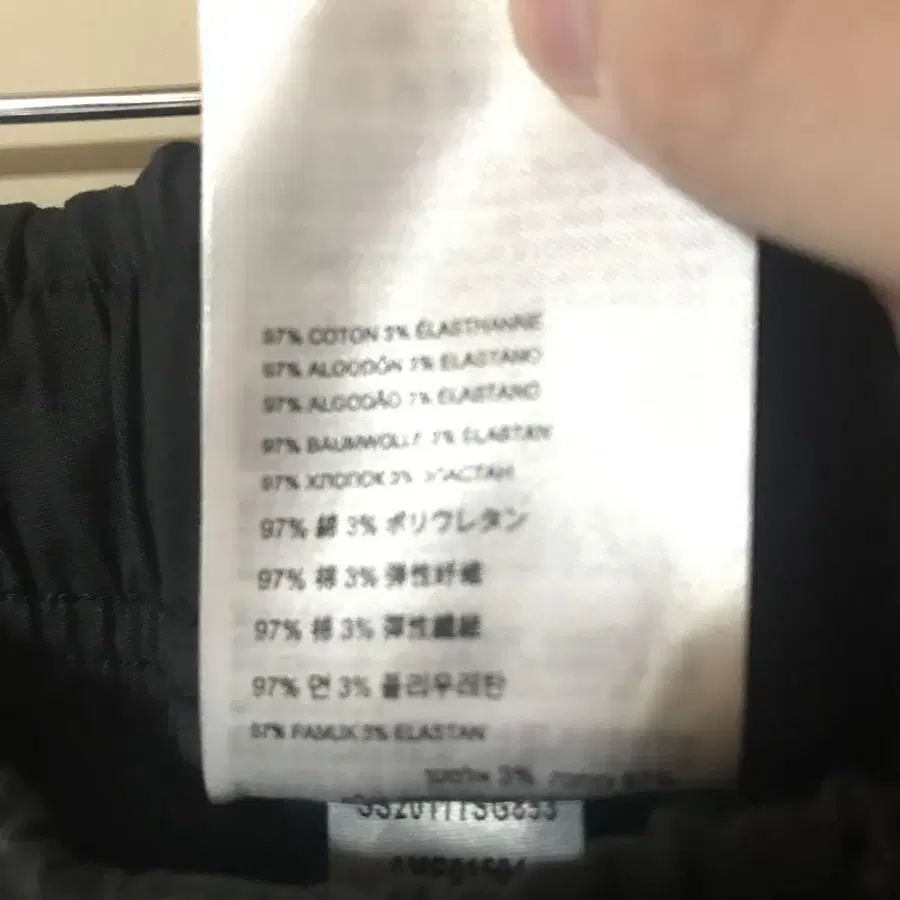 97% COTON 3% ÉLASTHANNE
97% ALGODÓN 3% ELASTANO
97% ALGODÃO 3% ELASTANO
97% BAUMWOLLE 3% ELASTAN
97% ХЛОПОК 3% ЭЛАСТАН
97% 綿 3% ポリウレタン
97% 棉 3% 弹性纤维
97% 棉 3% 彈性纖維
97% 면 3% 폴리우레탄
97% PAMUK 3% ELASTAN
3%